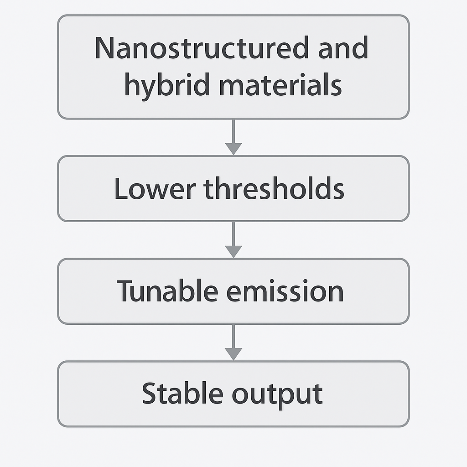 Nanostructured and
hybrid materials
Lower thresholds
Tunable emission
Stable output